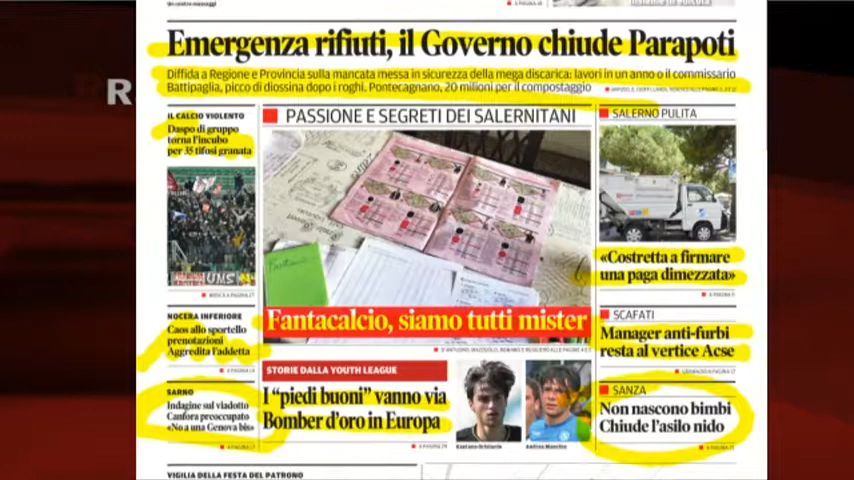 Emergenza rifiuti, il Governo chiude Parapoti
Diffida a Regione e Provincia sulla mancata messa in sicurezza della mega discarica: lavori in un anno o il commissario
Battipaglia, picco di diossina dopo i roghi. Pontecagnano, 20 milioni per il compostaggio
R
IL CALCIO VIOLENTO
Daspo di gruppo
torna l'incubo
per 35 tifosi granata
NOCERA INFERIORE
Caos allo sportello
prenotazioni
Aggredita l'addetta
SARNO
Indagine sul viadotto
Canfora preoccupato
«No a una Genova bis»
PASSIONE E SEGRETI DEI SALERNITANI
Fantacalcio, siamo tutti mister
STORIE DALLA YOUTH LEAGUE
I “piedi buoni” vanno via
Bomber d'oro in Europa
SALERNO PULITA
«Costretta a firmare
una paga dimezzata»
SCAFATI
Manager anti-furbi
resta al vertice Acse
SANZA
Non nascono bimbi
Chiude l'asilo nido
VIGILIA DELLA FESTA DEL PATRONO